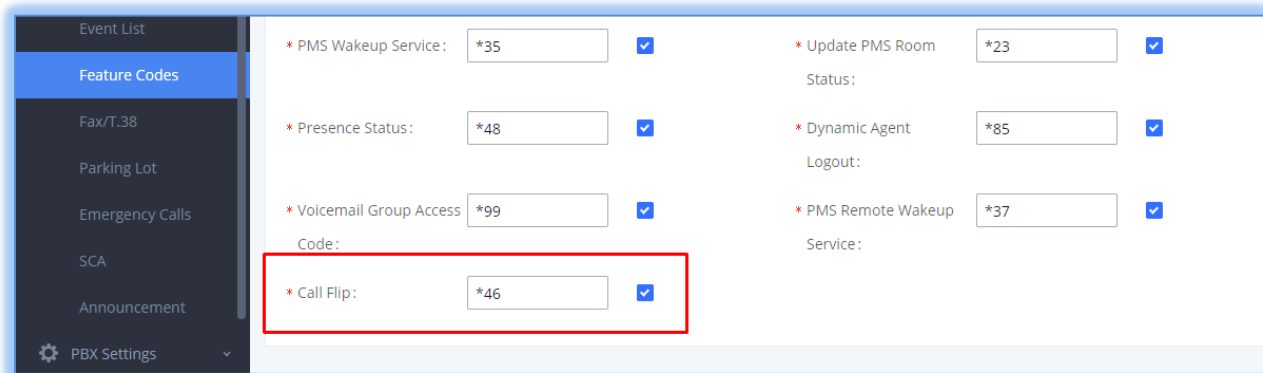 Event List
Feature Codes
Fax/T.38
Parking Lot
Emergency Calls
SCA
Announcement
PBX Settings
* PMS Wakeup Service: *35
* Update PMS Room *23
Status:
* Presence Status: *48
* Dynamic Agent *85
Logout:
* Voicemail Group Access *99
Code:
* PMS Remote Wakeup *37
Service:
* Call Flip: *46